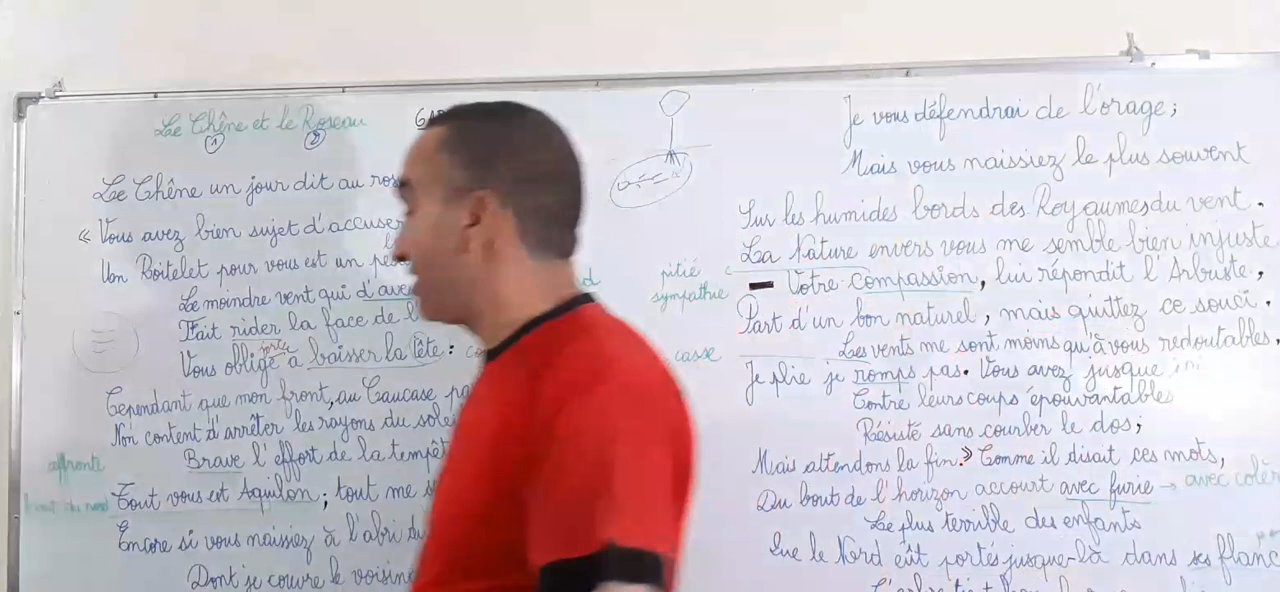 Le Chêne et le Roseau
1 2
Le Chêne un jour dit au ros
« Vous avez bien sujet d'accuser
Un Roitelet pour vous est un pes
Le moindre vent qui d'ave
Fait rider la face de l'
force
Vous oblige à baisser la tête :
Cependant que mon front, au Caucase pa
Non content d'arrêter les rayons du sole
affronte
Brave l'effort de la tempêt
Tout vous est Aquilon ; tout me s
Encore si vous naissiez à l'abri du
Dont je couvre le voisina
Je vous défendrai de l'orage ;
Mais vous naissiez le plus souvent
Sur les humides bords des Royaumes du vent .
La Nature envers vous me semble bien injuste
pitié
sympathie
— Votre compassion, lui répondit l'Arbuste,
Part d'un bon naturel, mais quittez ce souci .
Les vents me sont moins qu'à vous redoutables,
casse
Je plie je romps pas. Vous avez jusque ici
Contre leurs coups épouvantables
Résisté sans courber le dos ;
Mais attendons la fin.» Comme il disait ces mots,
Du bout de l'horizon accourt avec furie → avec colèr
Le plus terrible des enfants
Que le Nord eût portés jusque-là dans ses flanc